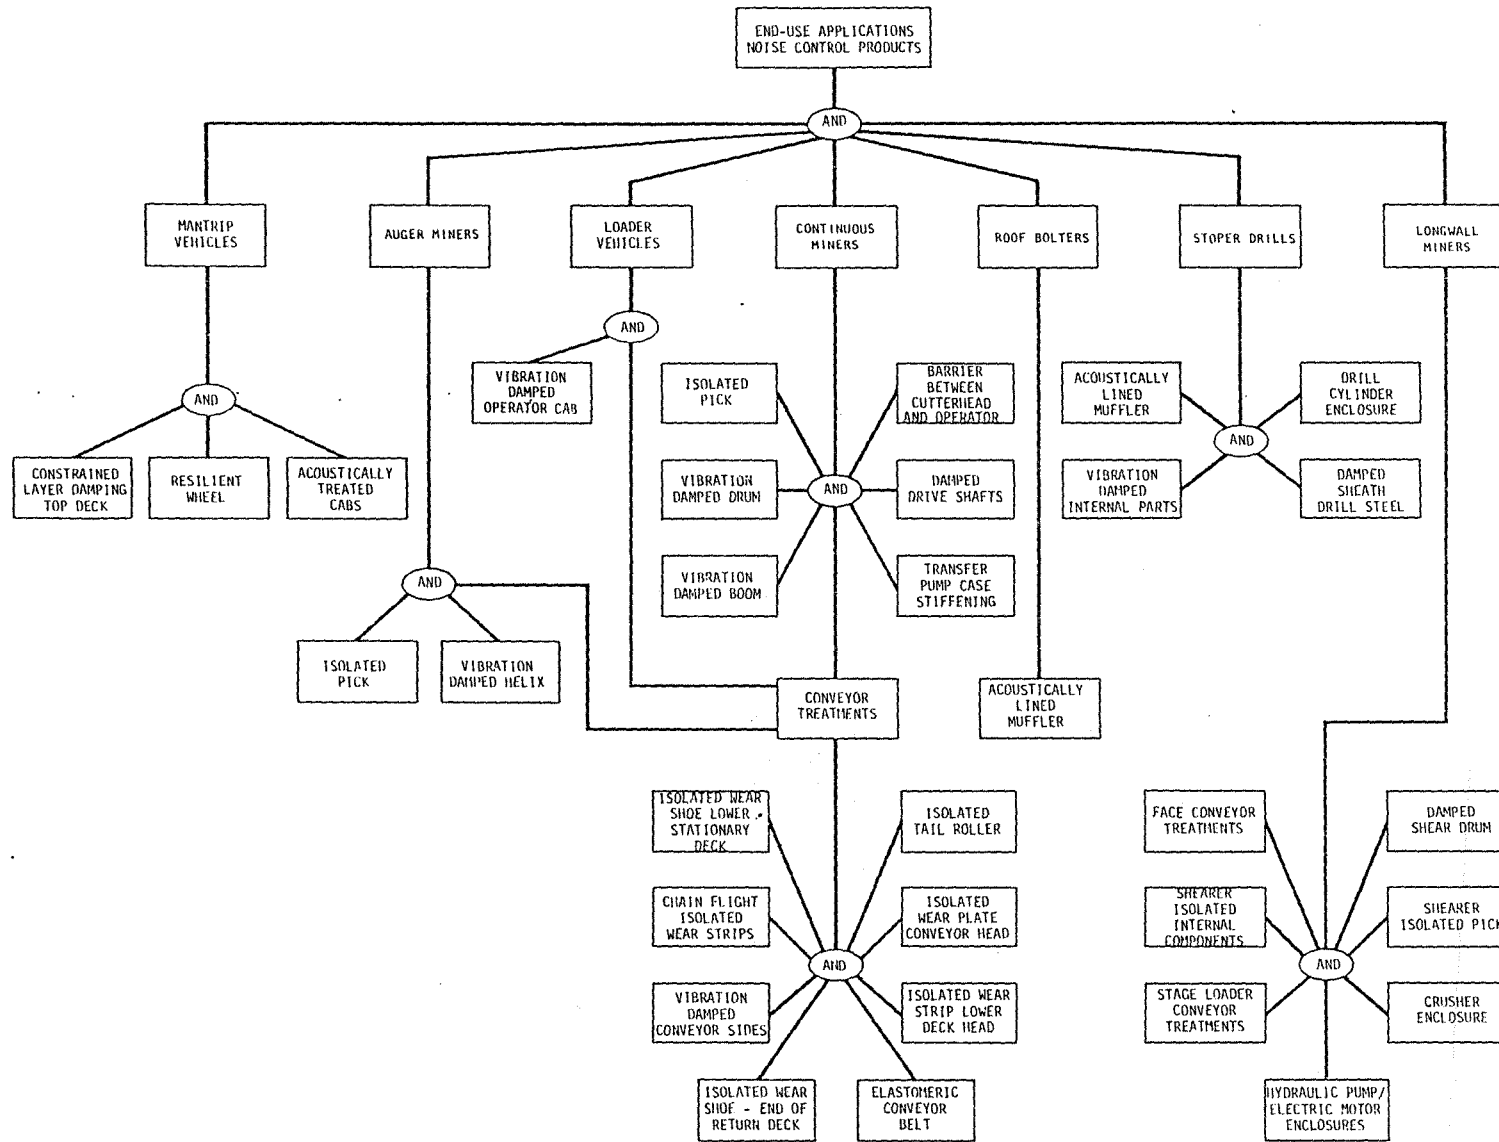 END-USE APPLICATIONS
NOISE CONTROL PRODUCTS
AND
MANTRIP
VEHICLES
AUGER MINERS
LOADER
VEHICLES
CONTINUOUS
MINERS
ROOF BOLTERS
STOPER DRILLS
LONGWALL
MINERS
AND
VIBRATION
DAMPED
OPERATOR CAB
ISOLATED
PICK
BARRIER
BETWEEN
CUTTERHEAD
AND OPERATOR
ACOUSTICALLY
LINED
MUFFLER
DRILL
CYLINDER
ENCLOSURE
AND
AND
CONSTRAINED
LAYER DAMPING
TOP DECK
RESILIENT
WHEEL
ACOUSTICALLY
TREATED
CABS
VIBRATION
DAMPED DRUM
AND
DAMPED
DRIVE SHAFTS
VIBRATION
DAMPED
INTERNAL PARTS
DAMPED
SHEATH
DRILL STEEL
AND
VIBRATION
DAMPED BOOM
TRANSFER
PUMP CASE
STIFFENING
ISOLATED
PICK
VIBRATION
DAMPED HELIX
CONVEYOR
TREATMENTS
ACOUSTICALLY
LINED
MUFFLER
ISOLATED WEAR
SHOE LOWER
STATIONARY
DECK
ISOLATED
TAIL ROLLER
FACE CONVEYOR
TREATMENTS
DAMPED
SHEAR DRUM
CHAIN FLIGHT
ISOLATED
WEAR STRIPS
ISOLATED
WEAR PLATE
CONVEYOR HEAD
SHEARER
ISOLATED
INTERNAL
COMPONENTS
SHEARER
ISOLATED PICK
AND
AND
VIBRATION
DAMPED
CONVEYOR SIDES
ISOLATED WEAR
STRIP LOWER
DECK HEAD
STAGE LOADER
CONVEYOR
TREATMENTS
CRUSHER
ENCLOSURE
ISOLATED WEAR
SHOE - END OF
RETURN DECK
ELASTOMERIC
CONVEYOR
BELT
HYDRAULIC PUMP/
ELECTRIC MOTOR
ENCLOSURES